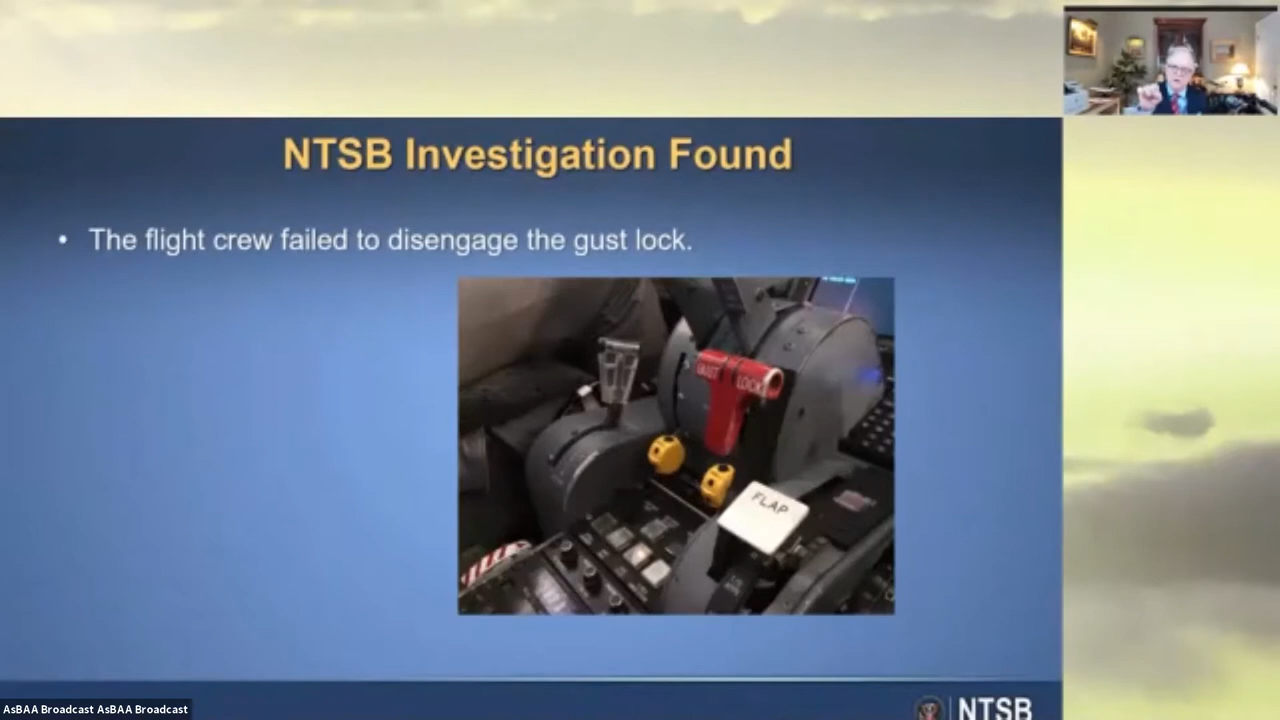 NTSB Investigation Found
• The flight crew failed to disengage the gust lock.
GUST LOCK
FLAP
NTSB
AsBAA Broadcast AsBAA Broadcast